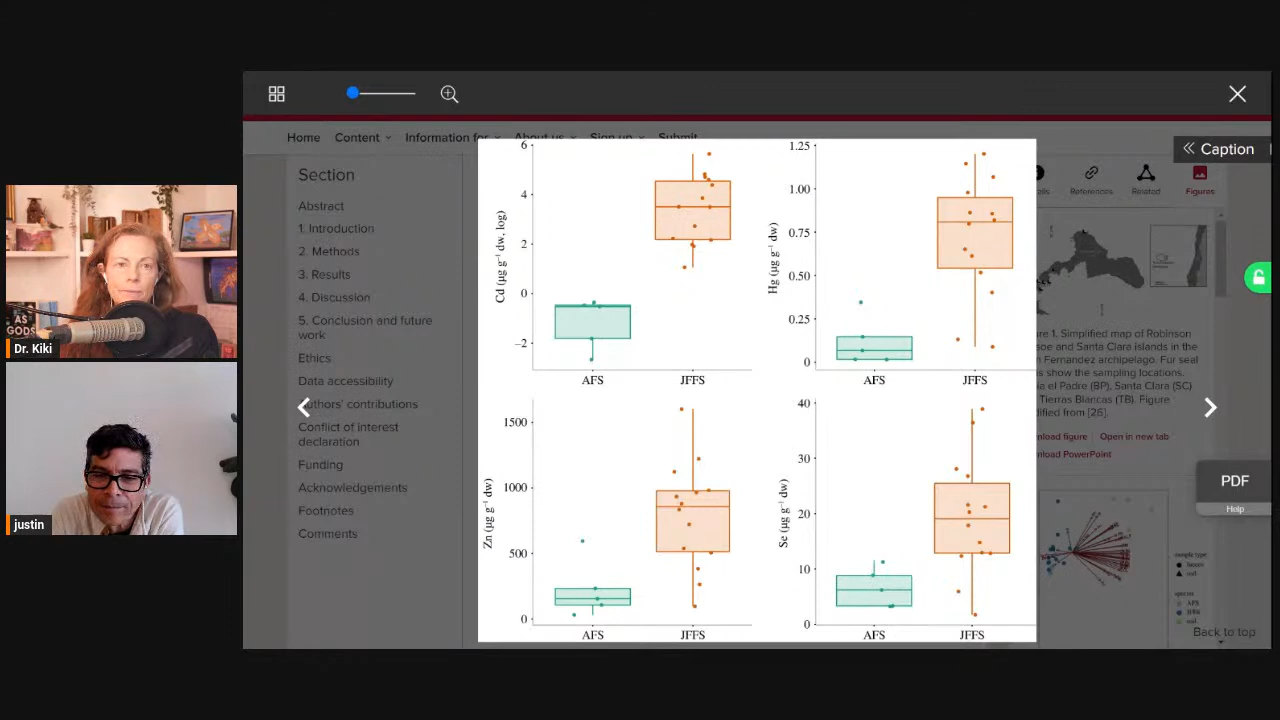 Home Content Information for About us Sign up Submit
Caption
Section
Abstract
1. Introduction
2. Methods
3. Results
4. Discussion
5. Conclusion and future
work
Ethics
Data accessibility
Authors' contributions
Conflict of interest
declaration
Funding
Acknowledgements
Footnotes
Comments
6
4
2
0
−2
Cd (µg g⁻¹ dw, log)
AFS JFFS
1.25
1.00
0.75
0.50
0.25
0
Hg (µg g⁻¹ dw)
AFS JFFS
1500
1000
500
0
Zn (µg g⁻¹ dw)
AFS JFFS
40
30
20
10
0
Se (µg g⁻¹ dw)
AFS JFFS
References Related Figures
1. Simplified map of Robinson
and Santa Clara islands in the
Fernandez archipelago. Fur seal
show the sampling locations.
el Padre (BP), Santa Clara (SC)
Tierras Blancas (TB). Figure
from [26].
figure Open in new tab
PowerPoint
PDF
Help
sample type
species
AFS
JFFS
Back to top
AS
GODS
Dr. Kiki
justin